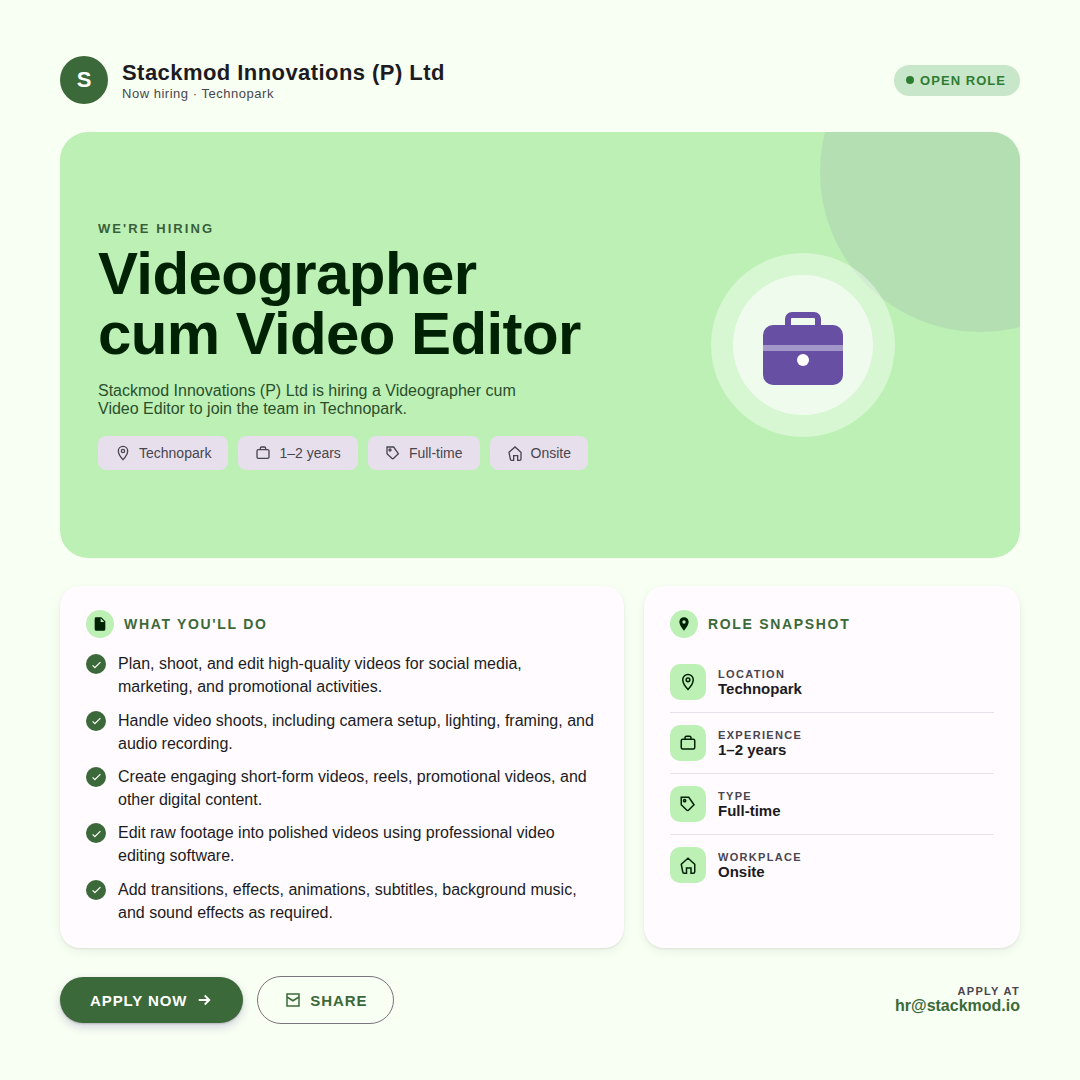 S
Stackmod Innovations (P) Ltd
Now hiring · Technopark
OPEN ROLE
WE'RE HIRING
Videographer
cum Video Editor
Stackmod Innovations (P) Ltd is hiring a Videographer cum
Video Editor to join the team in Technopark.
Technopark
1–2 years
Full-time
Onsite
WHAT YOU'LL DO
Plan, shoot, and edit high-quality videos for social media,
marketing, and promotional activities.
Handle video shoots, including camera setup, lighting, framing, and
audio recording.
Create engaging short-form videos, reels, promotional videos, and
other digital content.
Edit raw footage into polished videos using professional video
editing software.
Add transitions, effects, animations, subtitles, background music,
and sound effects as required.
ROLE SNAPSHOT
LOCATION
Technopark
EXPERIENCE
1–2 years
TYPE
Full-time
WORKPLACE
Onsite
APPLY NOW
SHARE
APPLY AT
hr@stackmod.io